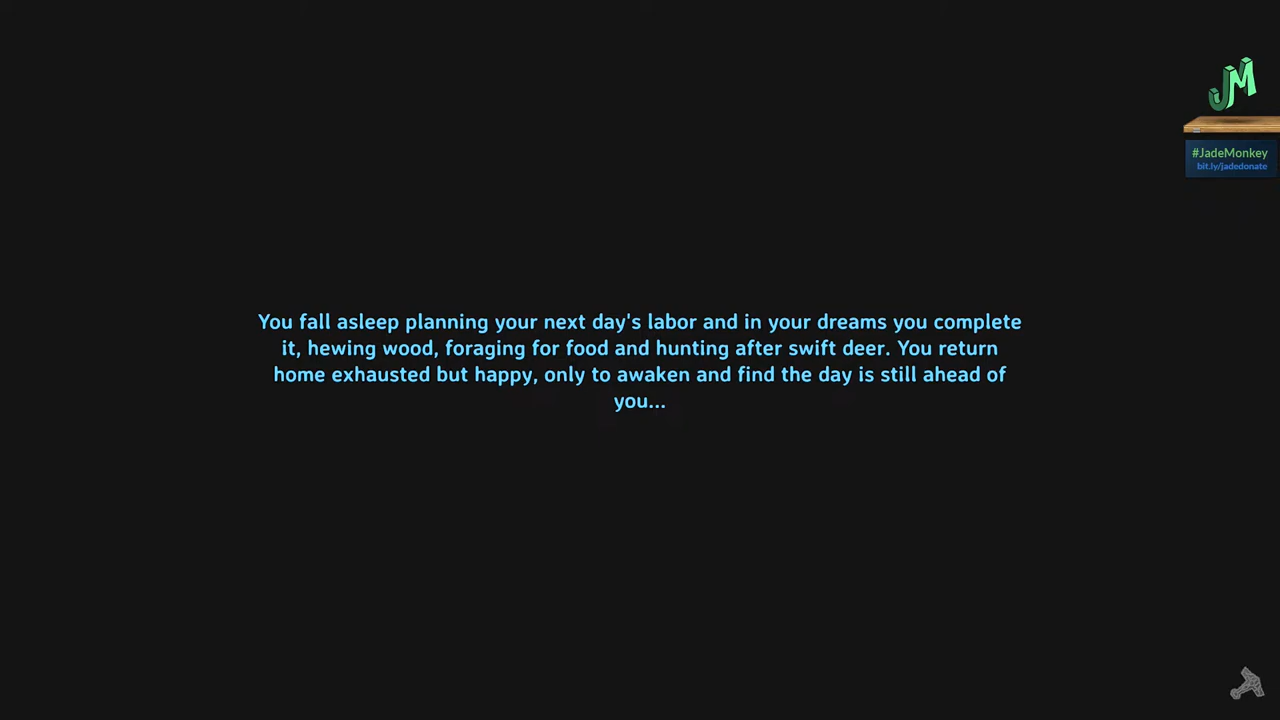 JM
#JadeMonkey
bit.ly/jadedonate
You fall asleep planning your next day's labor and in your dreams you complete
it, hewing wood, foraging for food and hunting after swift deer. You return
home exhausted but happy, only to awaken and find the day is still ahead of
you...